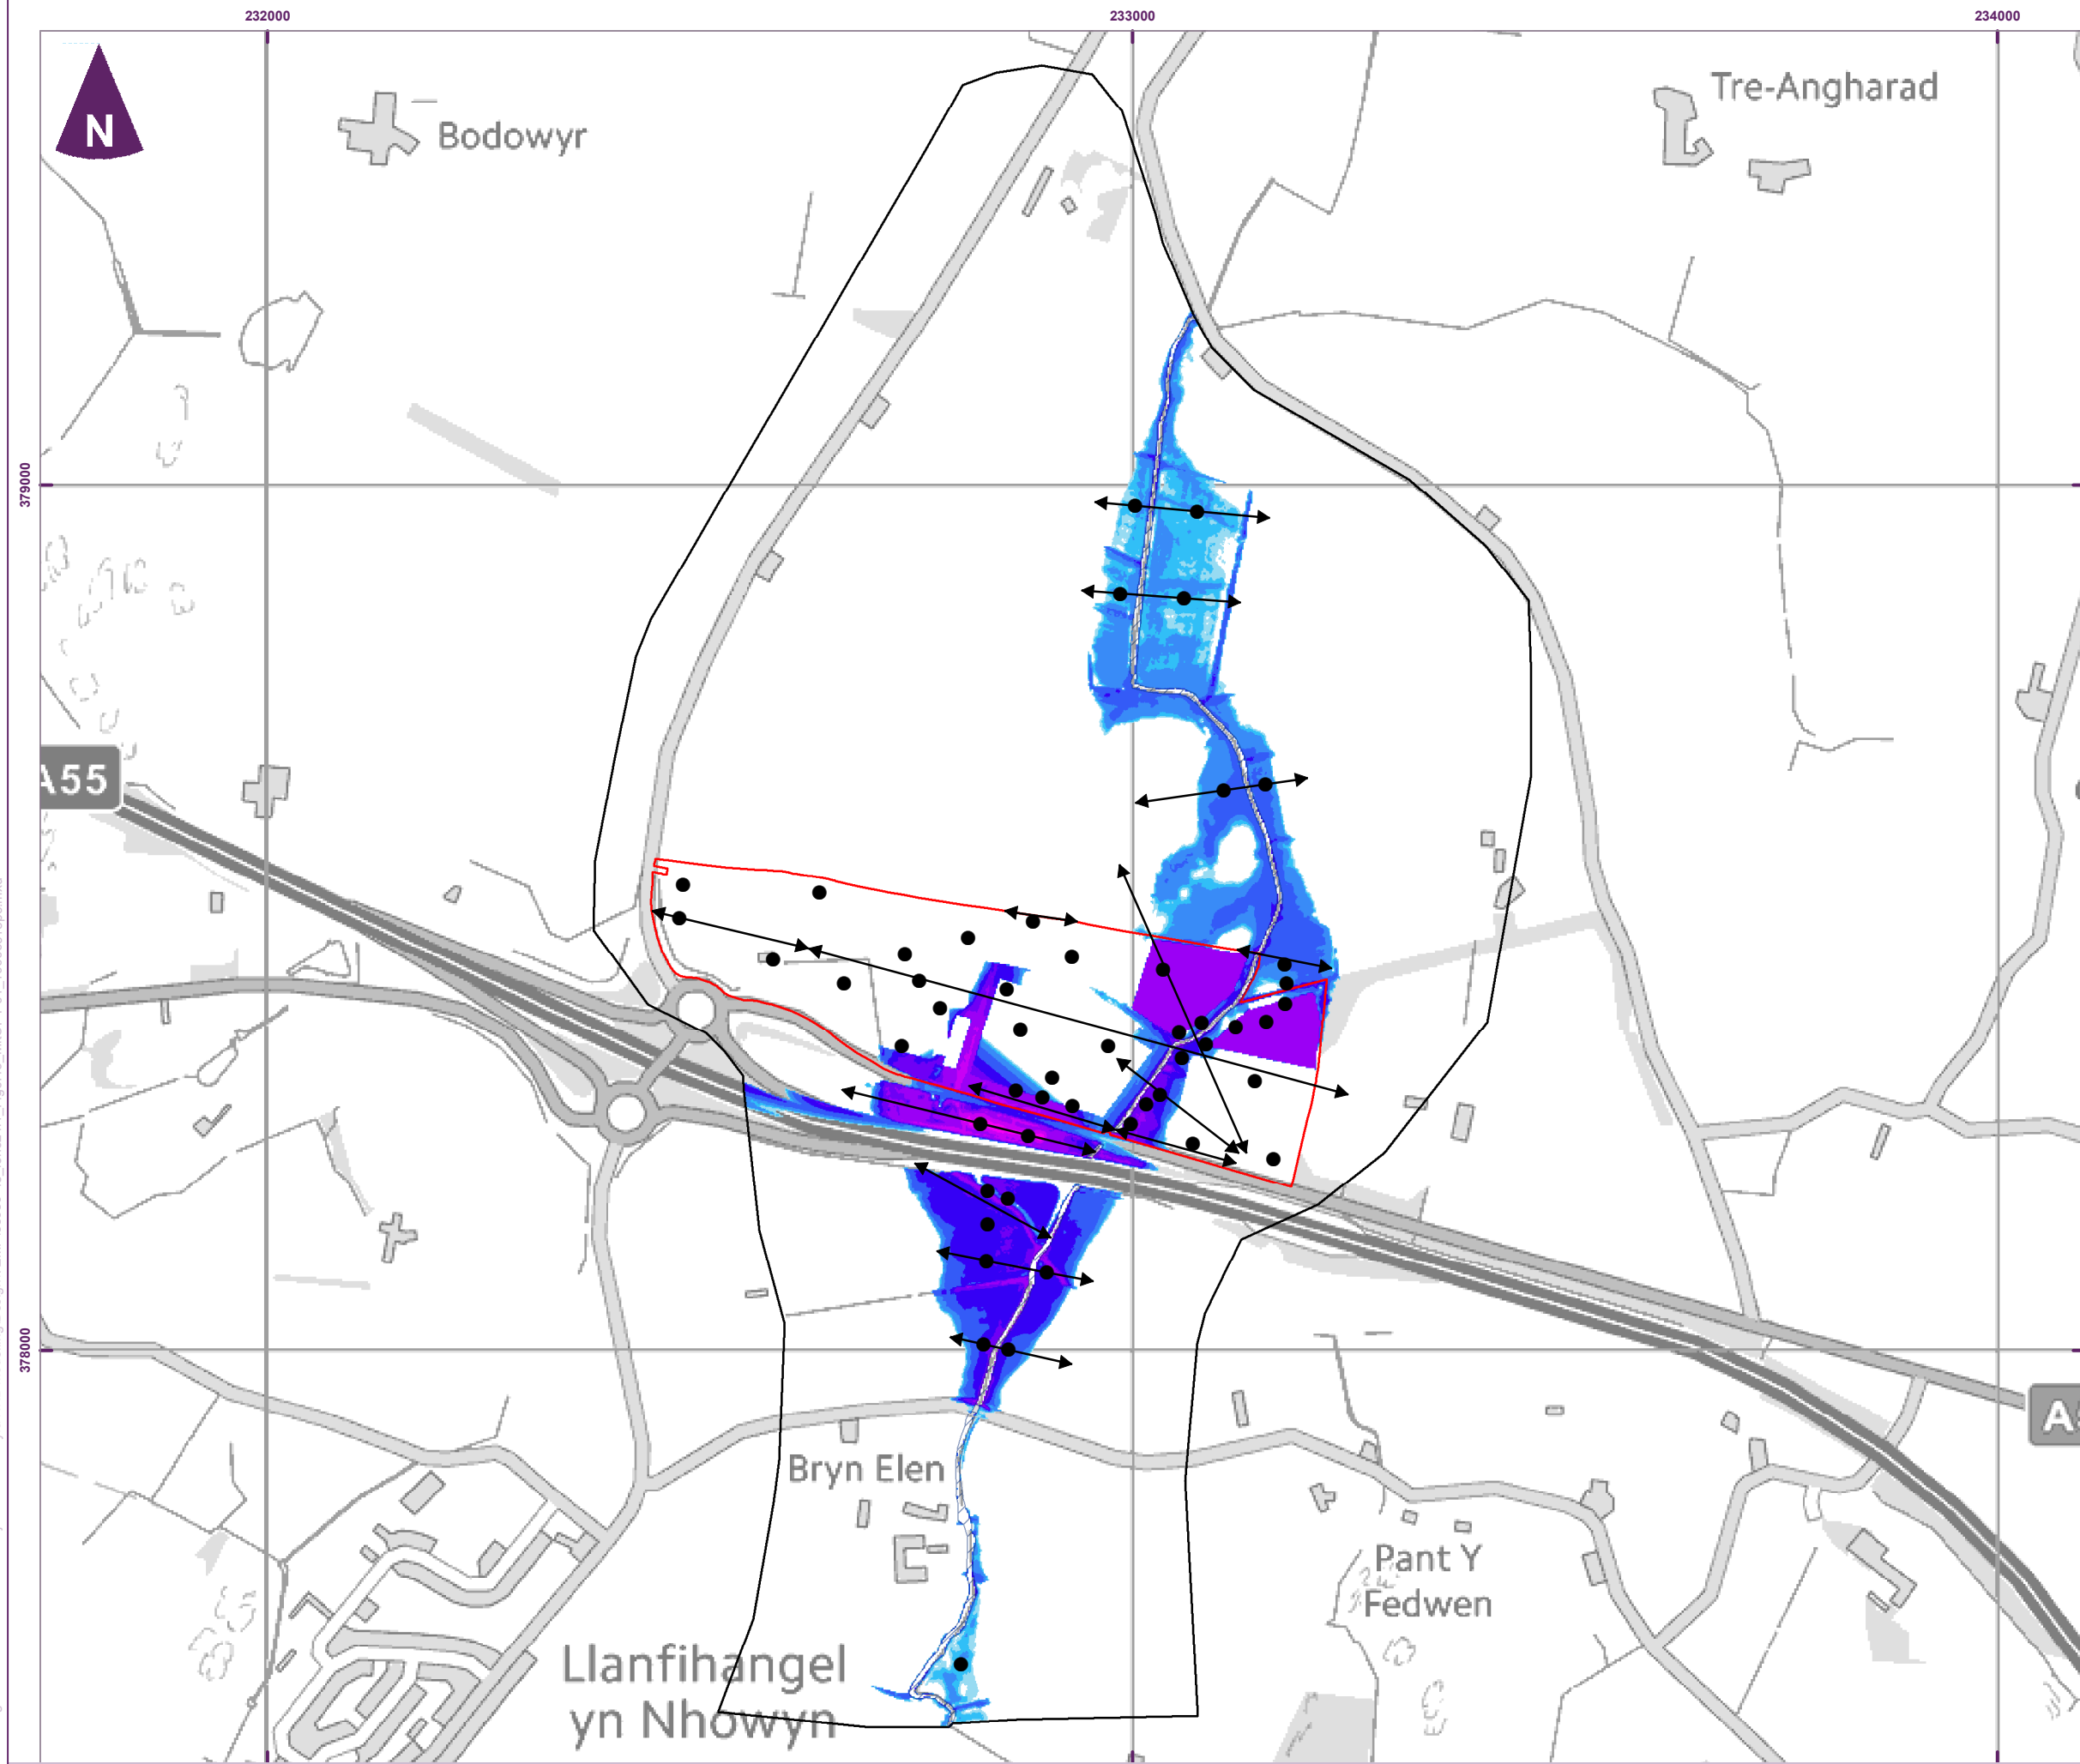 232000
233000
234000
N
Bodowyr
Tre-Angharad
379000
A55
378000
Bryn Elen
Pant Y
Fedwen
Llanfihangel
yn Nhowyn